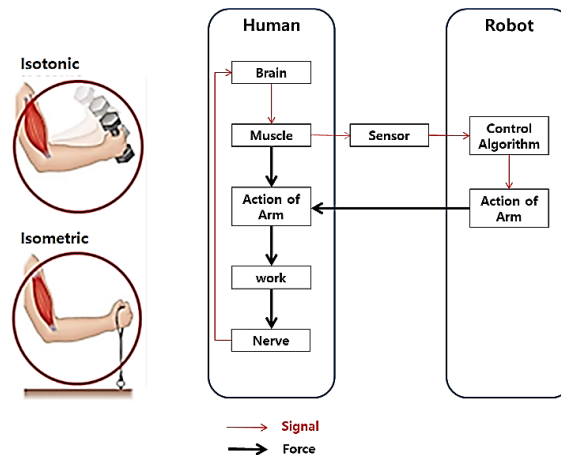 Human
Robot
Isotonic
Brain
Muscle
Sensor
Control
Algorithm
Action of
Arm
Action of
Arm
Isometric
work
Nerve
Signal
Force